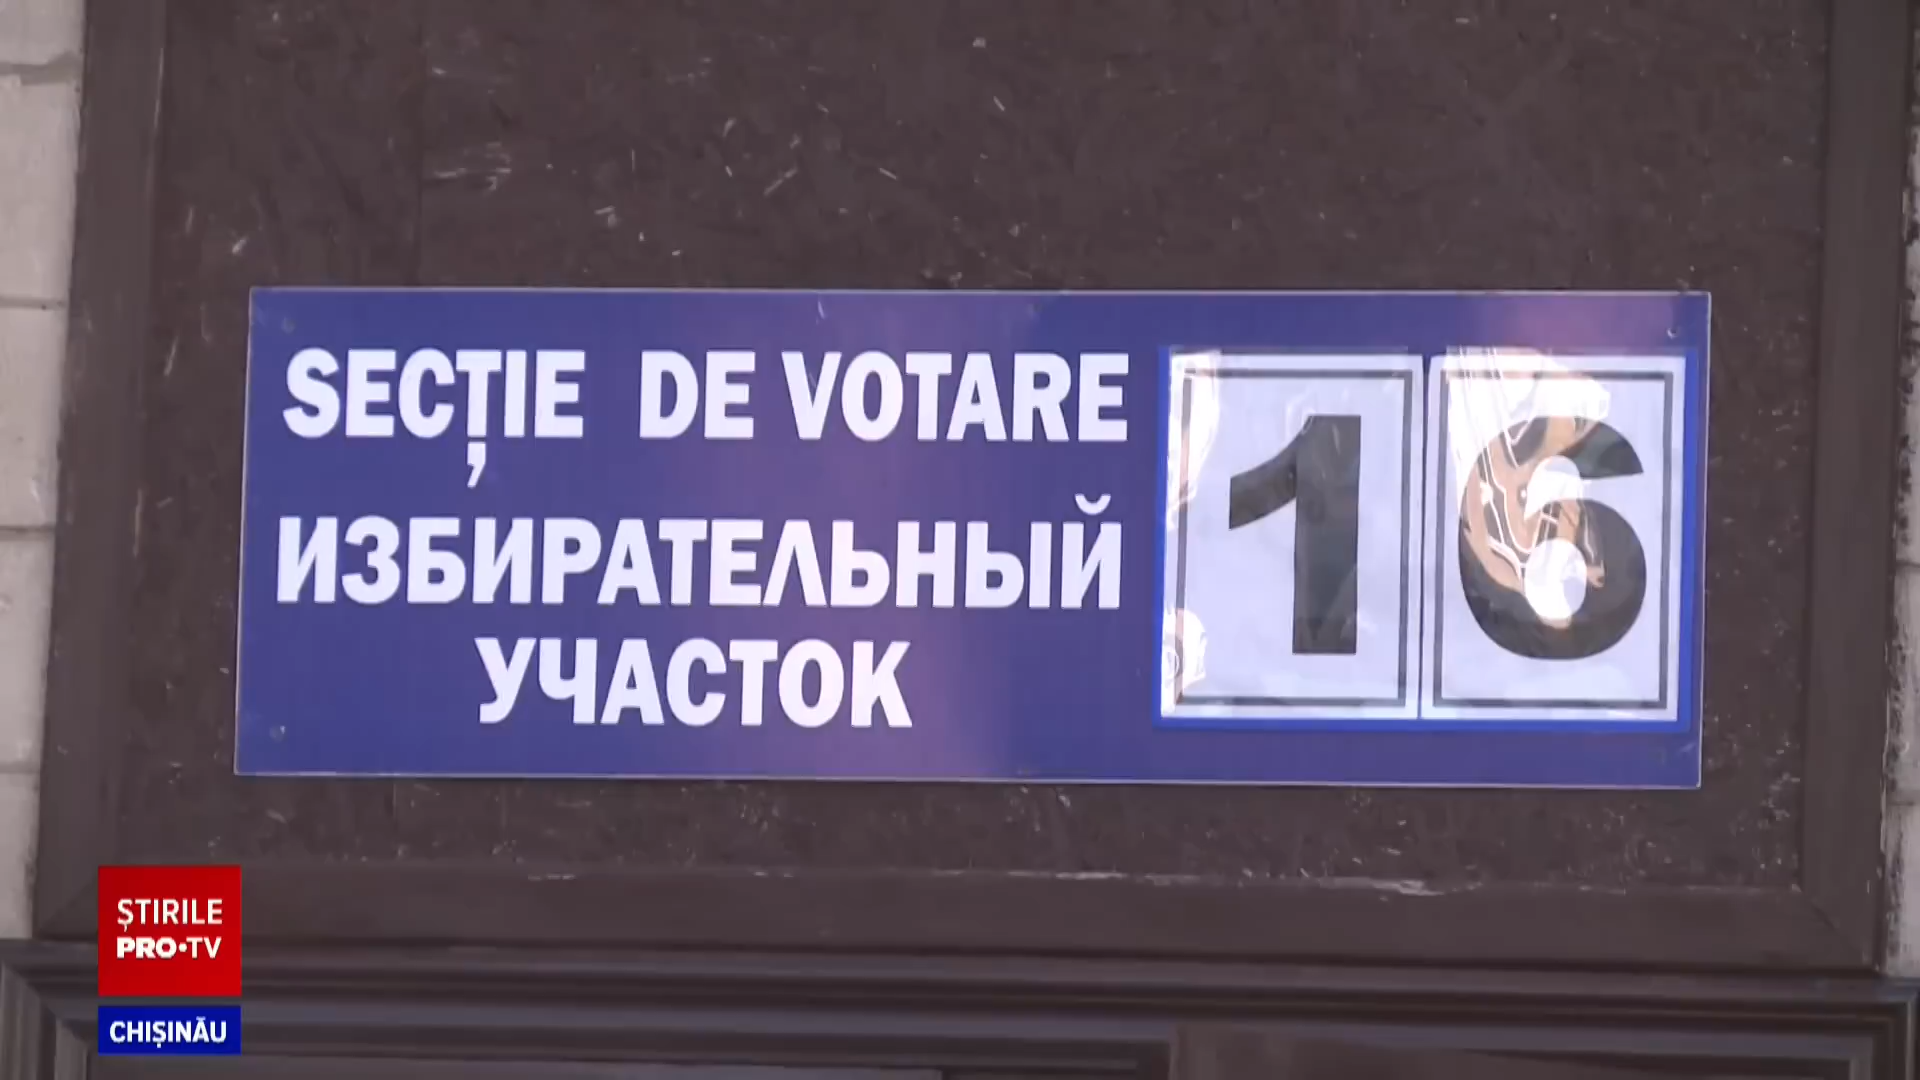 SECȚIE DE VOTARE
ИЗБИРАТЕЛЬНЫЙ
УЧАСТОК
16
ȘTIRILE
PRO•TV
CHIȘINĂU